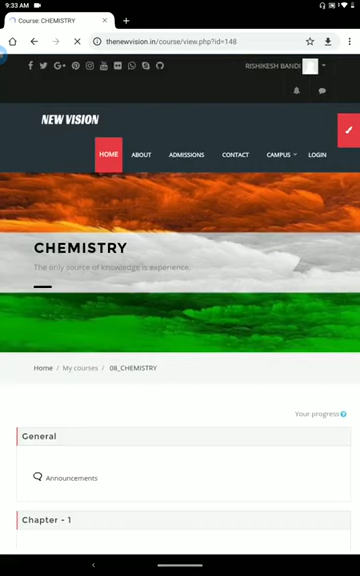 9:33 AM
Course: CHEMISTRY
thenewvision.in/course/view.php?id=148
RISHIKESH BANDI
NEW VISION
HOME ABOUT ADMISSIONS CONTACT CAMPUS LOGIN
CHEMISTRY
The only source of knowledge is experience.
Home / My courses / 08_CHEMISTRY
Your progress
General
Announcements
Chapter - 1